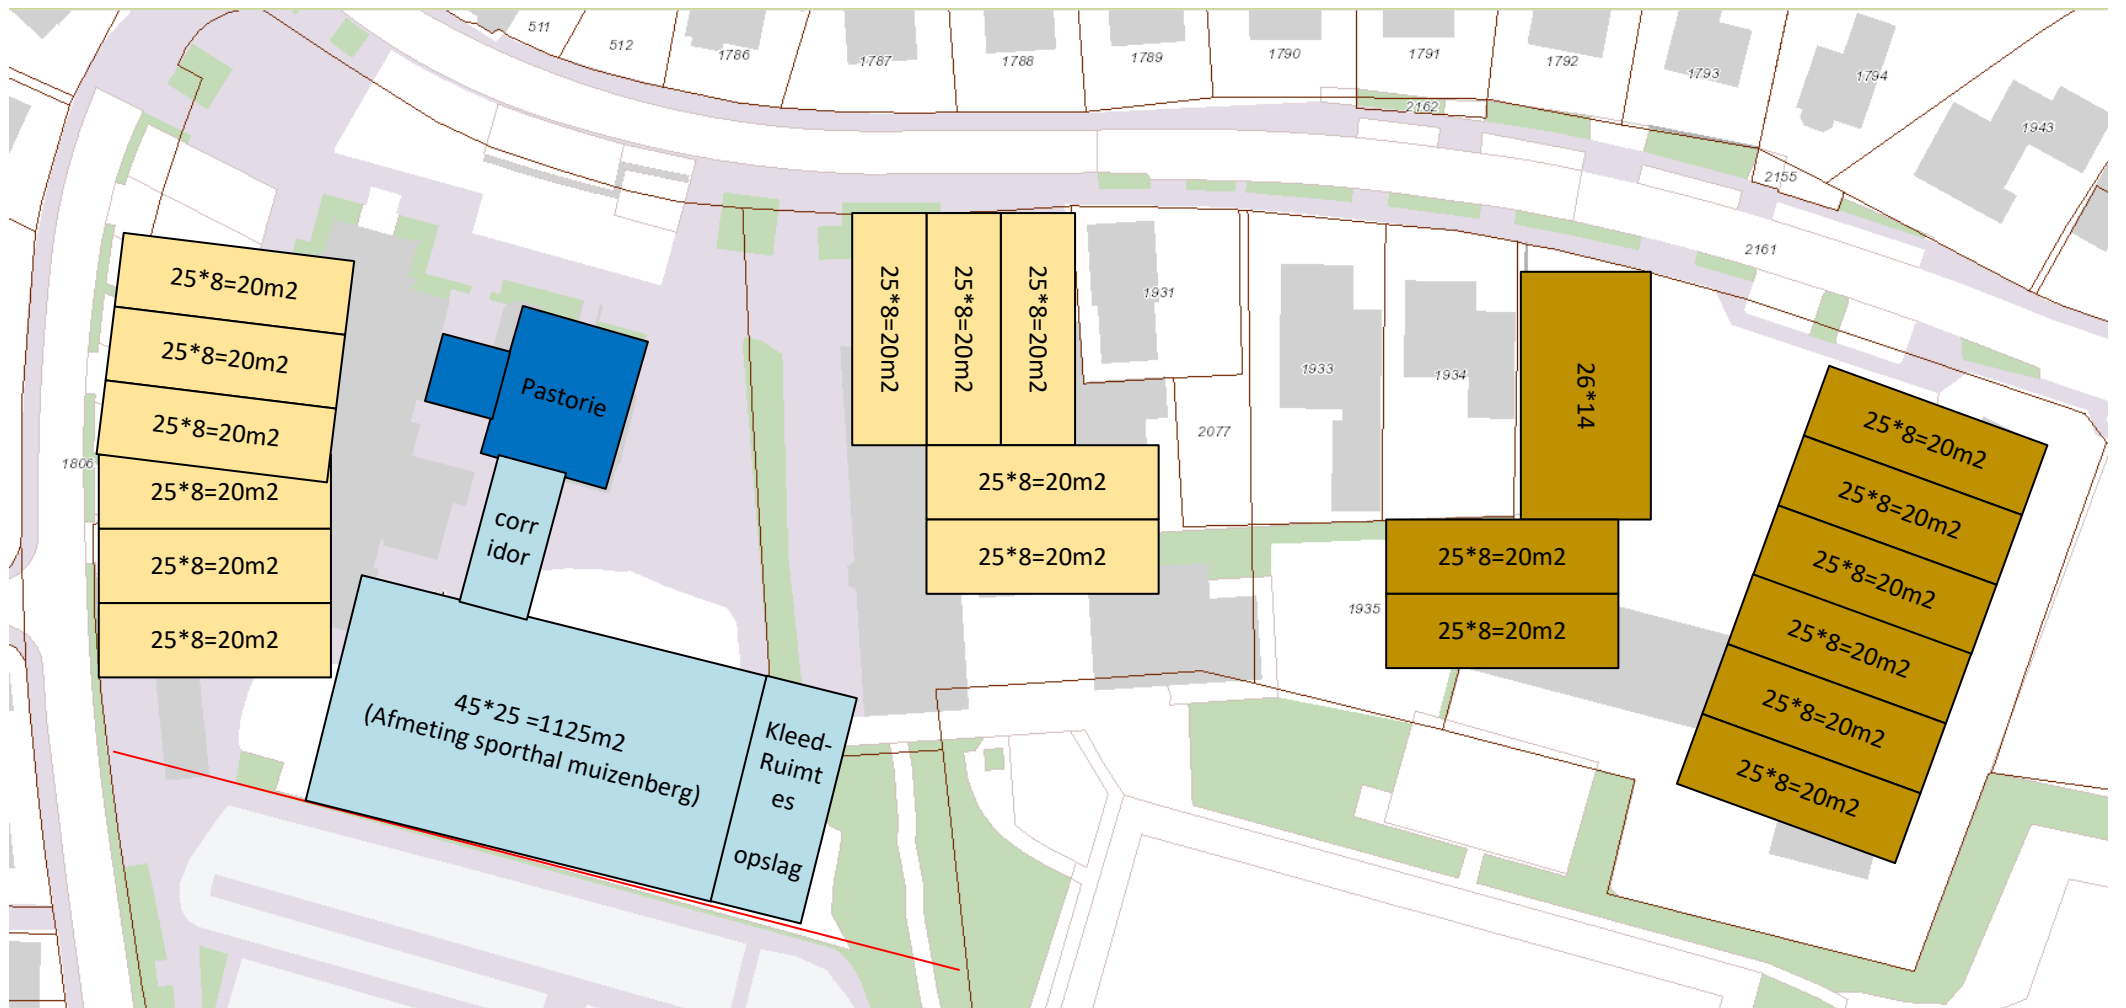 511
512
1786
1787
1788
1789
1790
1791
1792
1793
1794
1943
2162
2155
2161
25*8=20m2
25*8=20m2
25*8=20m2
25*8=20m2
25*8=20m2
25*8=20m2
1806
Pastorie
corr
idor
45*25 =1125m2
(Afmeting sporthal muizenberg)
Kleed-
Ruimt
es
opslag
25*8=20m2
25*8=20m2
25*8=20m2
25*8=20m2
25*8=20m2
1931
2077
1933
1934
1935
26*14
25*8=20m2
25*8=20m2
25*8=20m2
25*8=20m2
25*8=20m2
25*8=20m2
25*8=20m2
25*8=20m2